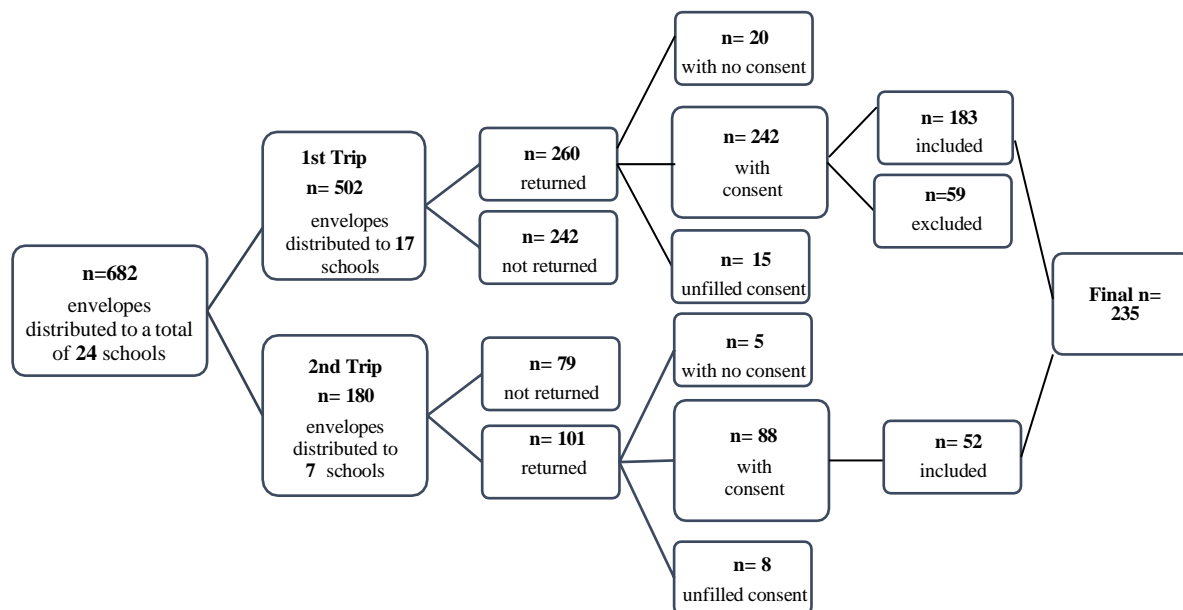 n=682
envelopes
distributed to a total
of 24 schools
1st Trip
n= 502
envelopes
distributed to 17
schools
2nd Trip
n= 180
envelopes
distributed to
7 schools
n= 260
returned
n= 242
not returned
n= 79
not returned
n= 101
returned
n= 20
with no consent
n= 242
with
consent
n= 15
unfilled consent
n= 5
with no consent
n= 88
with
consent
n= 8
unfilled consent
n= 183
included
n=59
excluded
n= 52
included
Final n=
235